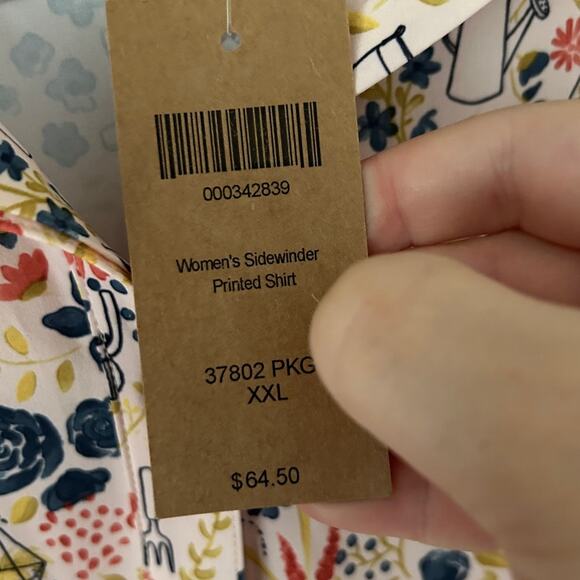 000342839
Women's Sidewinder
Printed Shirt
37802 PKG
XXL
$64.50